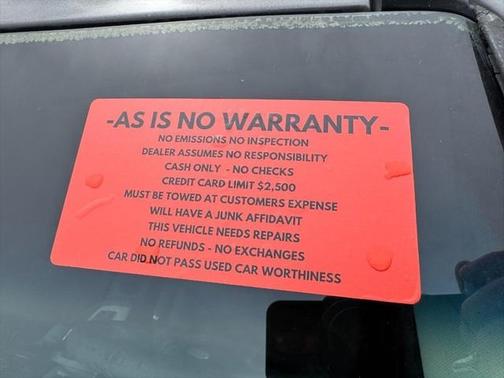 -AS IS NO WARRANTY-
NO EMISSIONS NO INSPECTION
DEALER ASSUMES NO RESPONSIBILITY
CASH ONLY - NO CHECKS
CREDIT CARD LIMIT $2,500
MUST BE TOWED AT CUSTOMERS EXPENSE
WILL HAVE A JUNK AFFIDAVIT
THIS VEHICLE NEEDS REPAIRS
NO REFUNDS - NO EXCHANGES
CAR DID NOT PASS USED CAR WORTHINESS